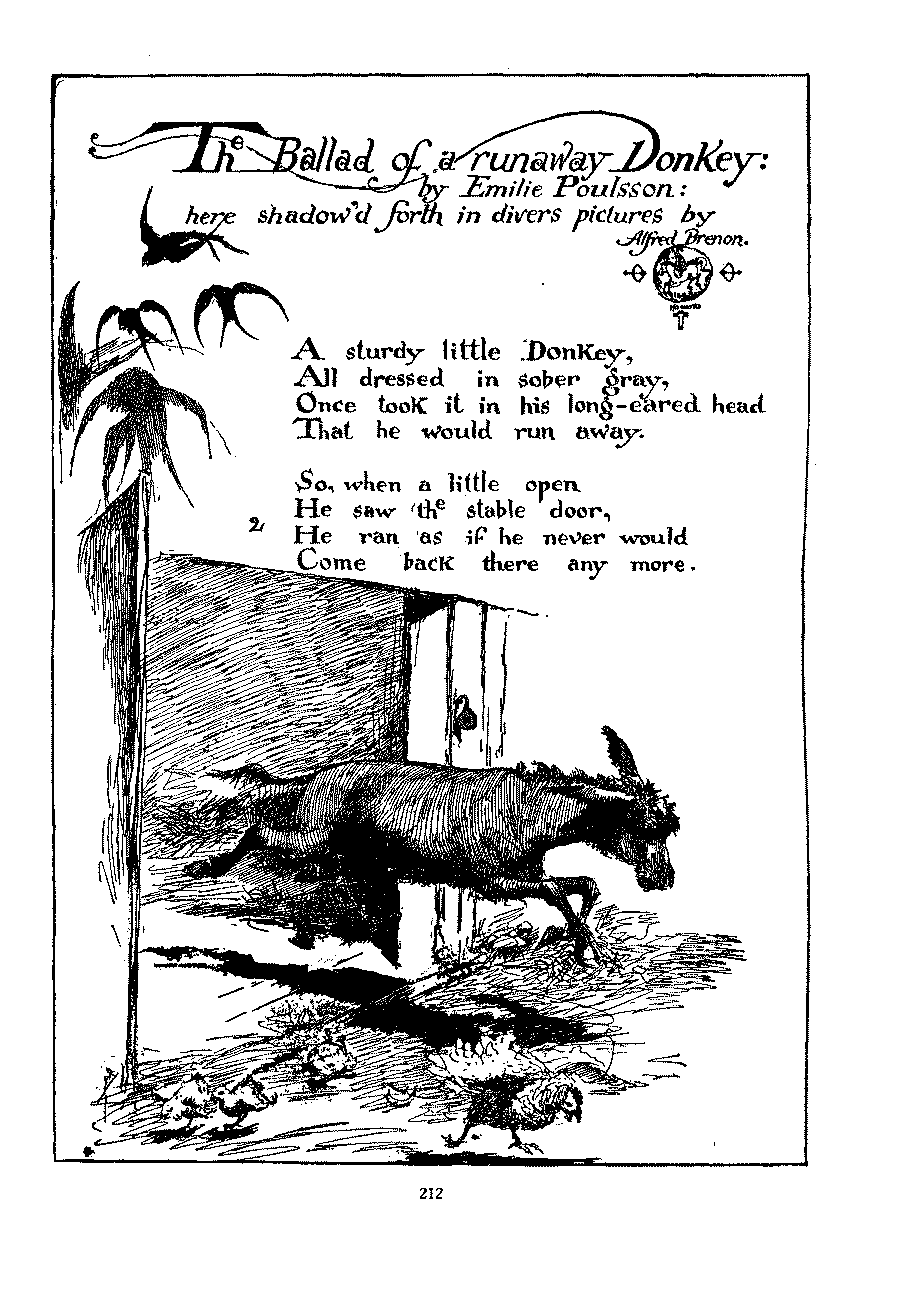 The Ballad of a runaway Donkey:
by Emilie Poulsson:
here shadow'd forth in divers pictures by
Alfred Brenon.
A sturdy little Donkey,
All dressed in sober gray,
Once took it in his long-eared head
That he would run away.
So, when a little open
He saw the stable door,
2 He ran as if he never would
Come back there any more.
212